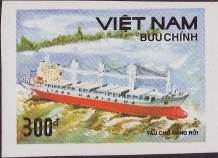 VIỆT NAM
BƯU CHÍNH
300đ
TÀU CHỞ HÀNG RỜI